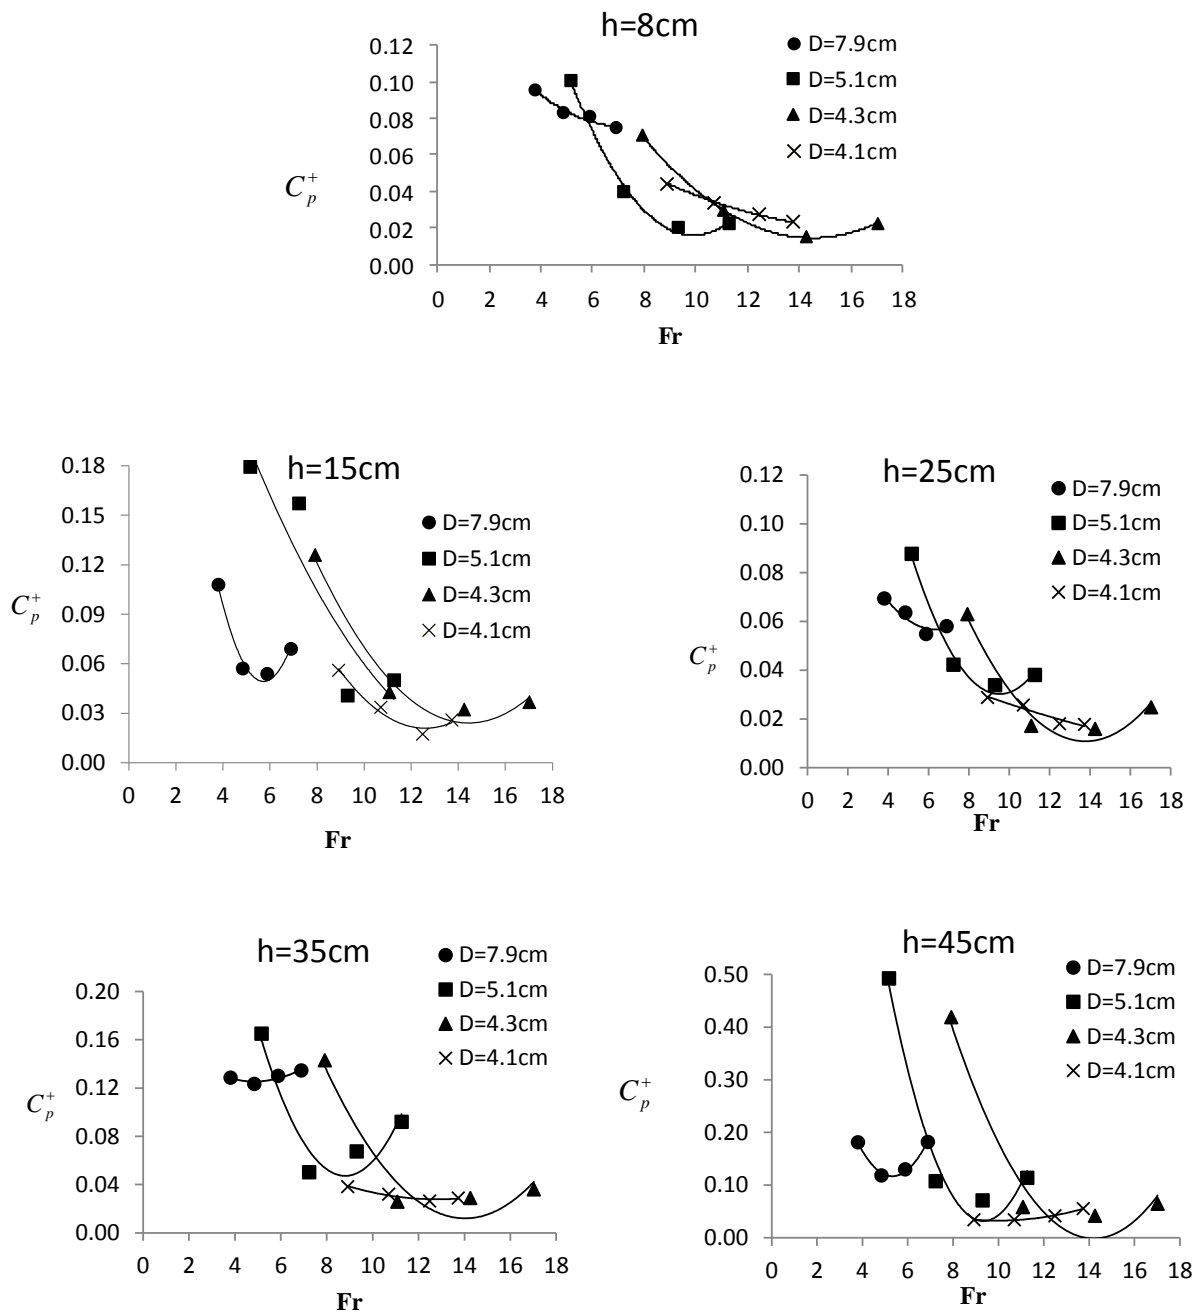 h=8cm
D=7.9cm
D=5.1cm
D=4.3cm
D=4.1cm
0.12
0.10
0.08
0.06
0.04
0.02
0.00
C_p^+
0 2 4 6 8 10 12 14 16 18
Fr
h=15cm
D=7.9cm
D=5.1cm
D=4.3cm
D=4.1cm
0.18
0.15
0.12
0.09
0.06
0.03
0.00
C_p^+
0 2 4 6 8 10 12 14 16 18
Fr
h=25cm
D=7.9cm
D=5.1cm
D=4.3cm
D=4.1cm
0.12
0.10
0.08
0.06
0.04
0.02
0.00
C_p^+
0 2 4 6 8 10 12 14 16 18
Fr
h=35cm
D=7.9cm
D=5.1cm
D=4.3cm
D=4.1cm
0.20
0.16
0.12
0.08
0.04
0.00
C_p^+
0 2 4 6 8 10 12 14 16 18
Fr
h=45cm
D=7.9cm
D=5.1cm
D=4.3cm
D=4.1cm
0.50
0.40
0.30
0.20
0.10
0.00
C_p^+
0 2 4 6 8 10 12 14 16 18
Fr